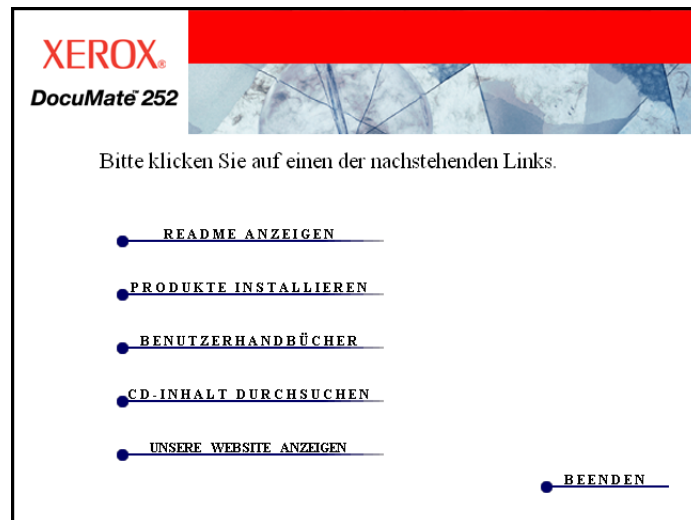 XEROX®
DocuMate™ 252
Bitte klicken Sie auf einen der nachstehenden Links.
README ANZEIGEN
PRODUKTE INSTALLIEREN
BENUTZERHANDBÜCHER
CD-INHALT DURCHSUCHEN
UNSERE WEBSITE ANZEIGEN
BEENDEN